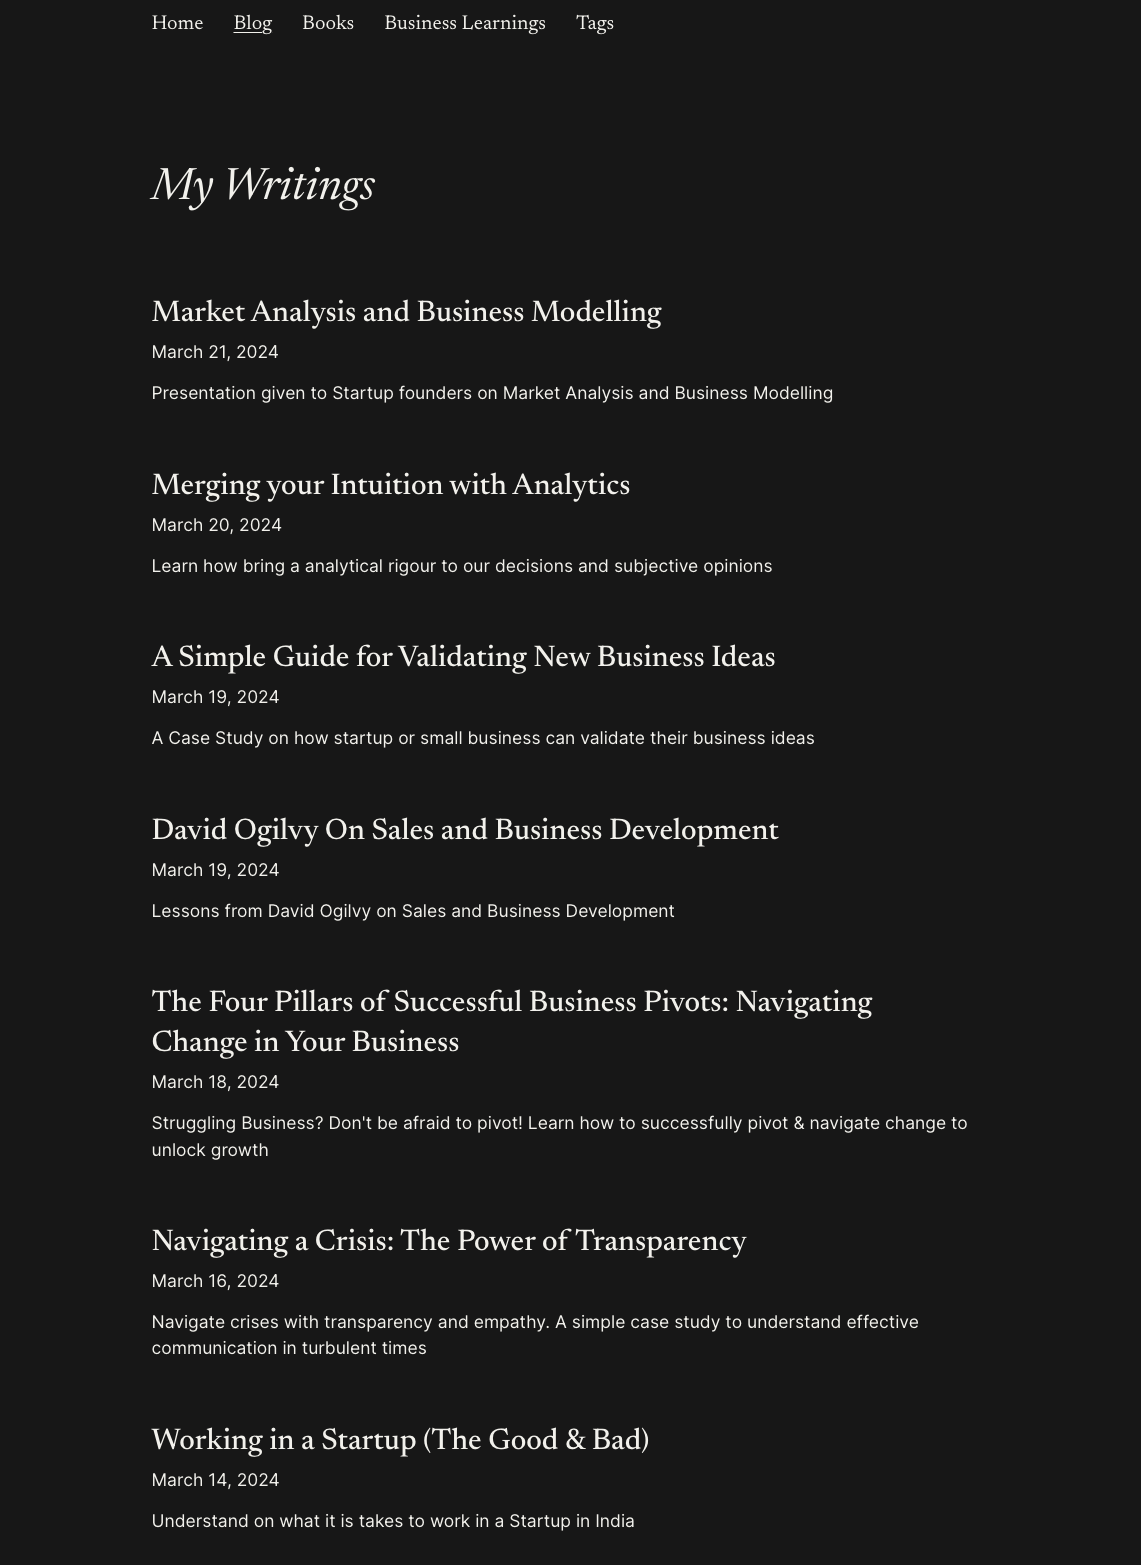 Home Blog Books Business Learnings Tags
My Writings
Market Analysis and Business Modelling
March 21, 2024
Presentation given to Startup founders on Market Analysis and Business Modelling
Merging your Intuition with Analytics
March 20, 2024
Learn how bring a analytical rigour to our decisions and subjective opinions
A Simple Guide for Validating New Business Ideas
March 19, 2024
A Case Study on how startup or small business can validate their business ideas
David Ogilvy On Sales and Business Development
March 19, 2024
Lessons from David Ogilvy on Sales and Business Development
The Four Pillars of Successful Business Pivots: Navigating
Change in Your Business
March 18, 2024
Struggling Business? Don't be afraid to pivot! Learn how to successfully pivot & navigate change to
unlock growth
Navigating a Crisis: The Power of Transparency
March 16, 2024
Navigate crises with transparency and empathy. A simple case study to understand effective
communication in turbulent times
Working in a Startup (The Good & Bad)
March 14, 2024
Understand on what it is takes to work in a Startup in India